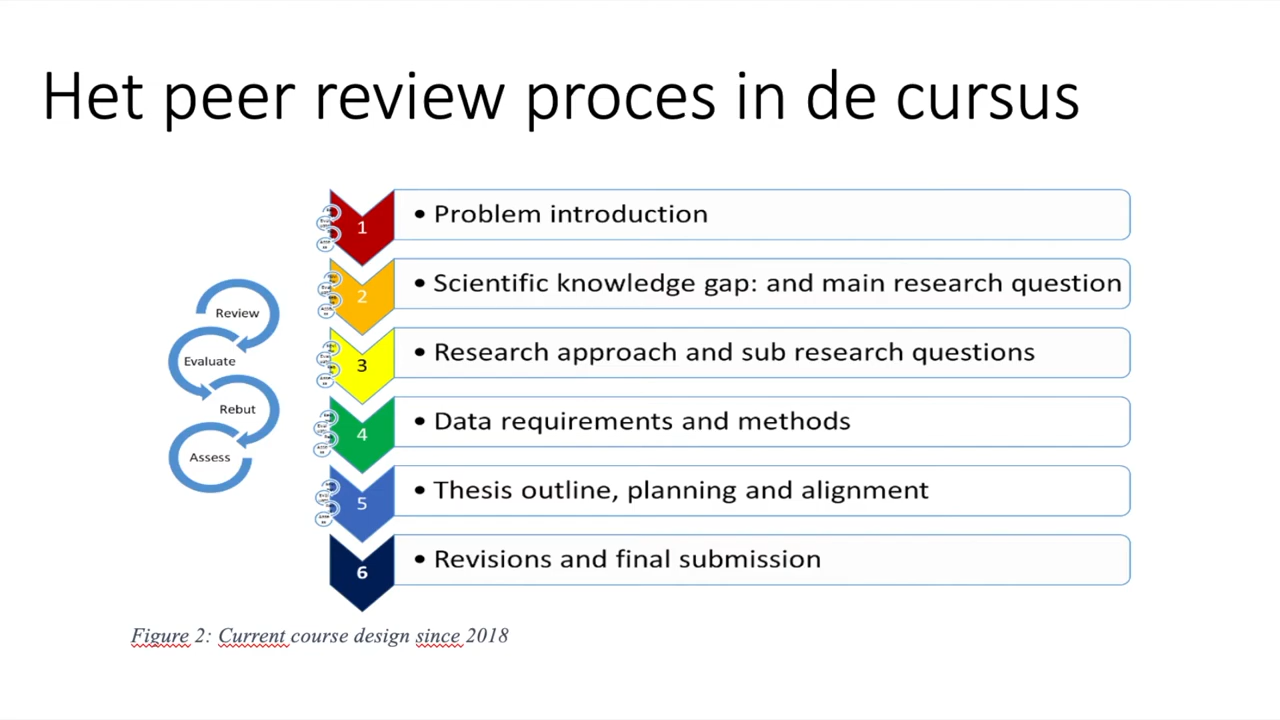 Het peer review proces in de cursus
Review
Evaluate
Rebut
Assess
1
• Problem introduction
2
• Scientific knowledge gap: and main research question
3
• Research approach and sub research questions
4
• Data requirements and methods
5
• Thesis outline, planning and alignment
6
• Revisions and final submission
Figure 2: Current course design since 2018